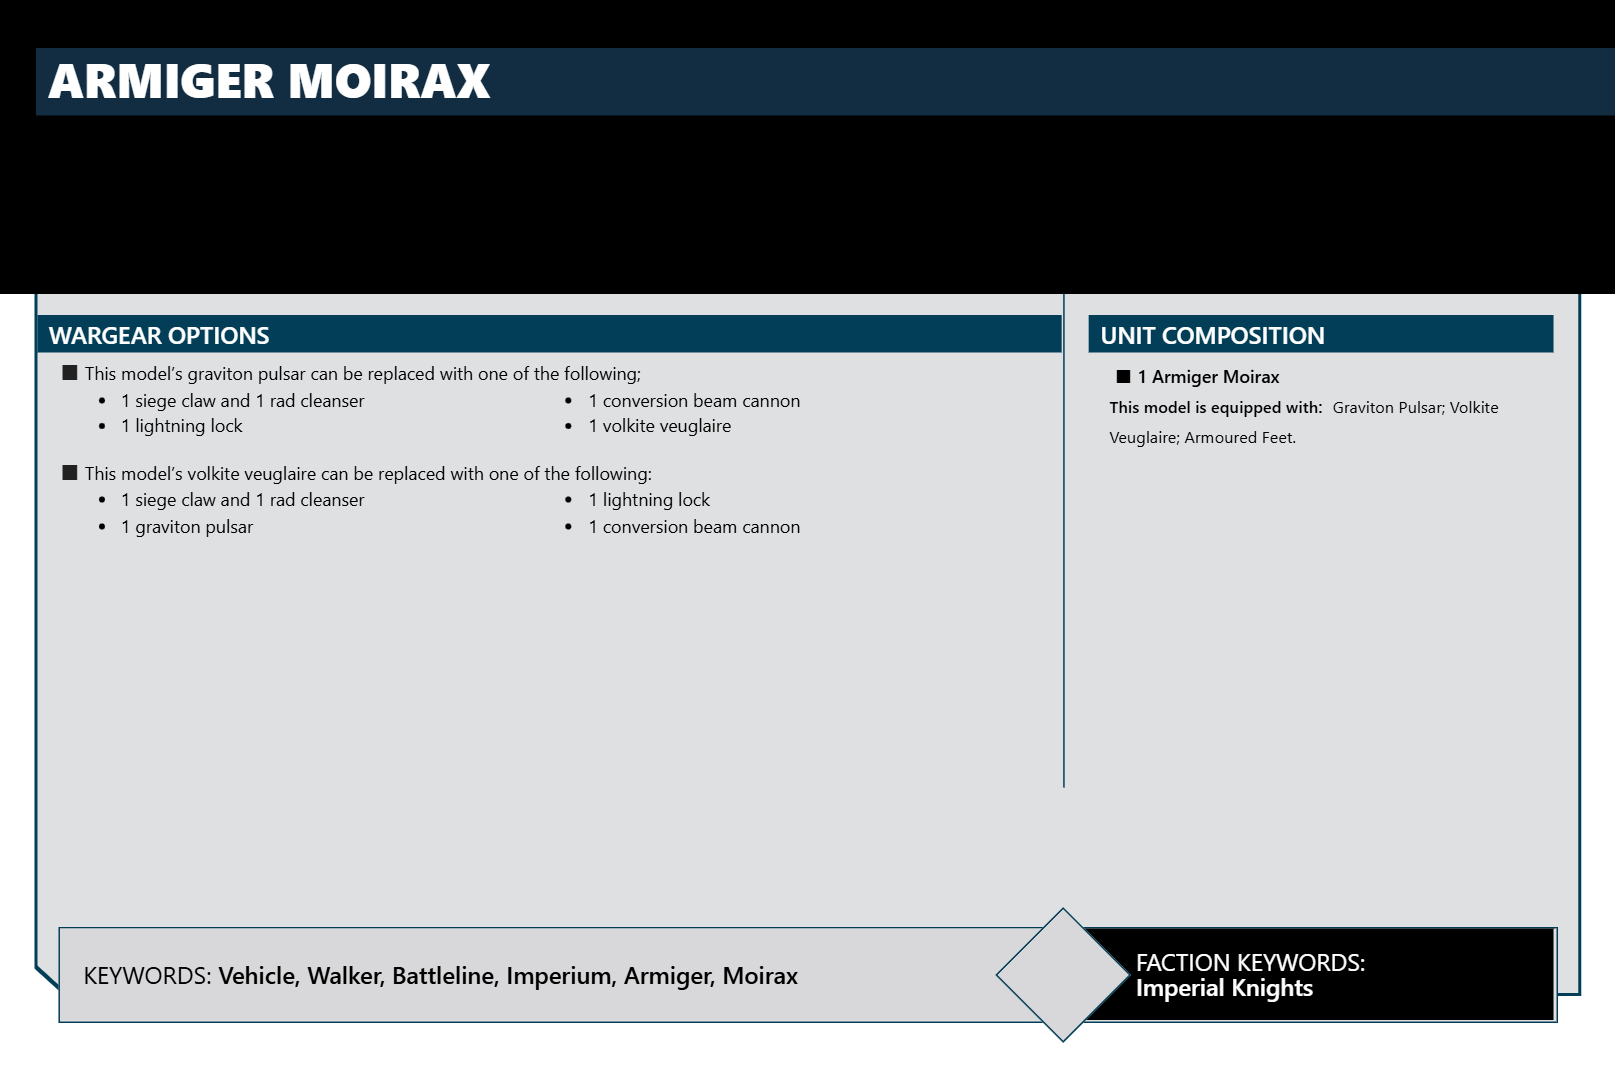 ARMIGER MOIRAX
WARGEAR OPTIONS
■ This model’s graviton pulsar can be replaced with one of the following;
• 1 siege claw and 1 rad cleanser
• 1 lightning lock
• 1 conversion beam cannon
• 1 volkite veuglaire
■ This model’s volkite veuglaire can be replaced with one of the following:
• 1 siege claw and 1 rad cleanser
• 1 graviton pulsar
• 1 lightning lock
• 1 conversion beam cannon
UNIT COMPOSITION
■ 1 Armiger Moirax
This model is equipped with: Graviton Pulsar; Volkite
Veuglaire; Armoured Feet.
KEYWORDS: Vehicle, Walker, Battleline, Imperium, Armiger, Moirax
FACTION KEYWORDS:
Imperial Knights